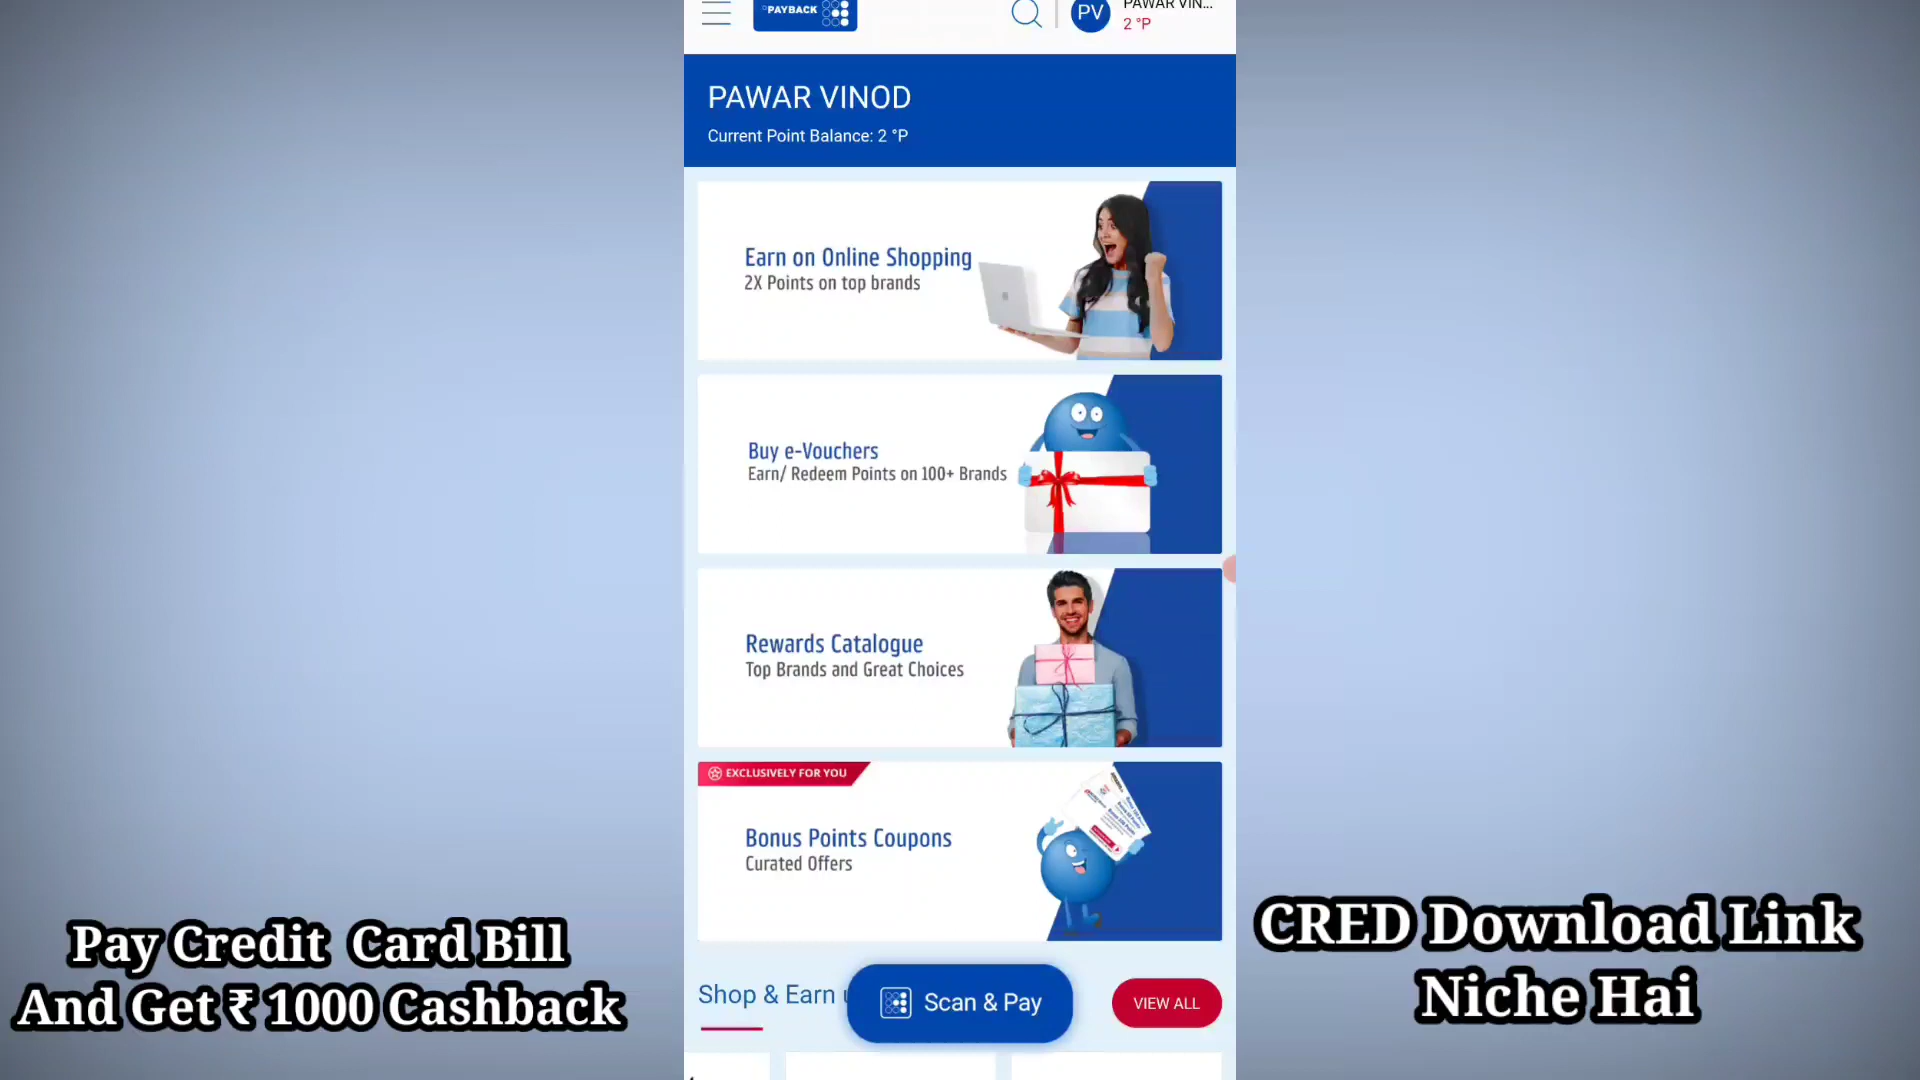 PAYBACK
PV
PAWAR VIN...
2 °P
PAWAR VINOD
Current Point Balance: 2 °P
Earn on Online Shopping
2X Points on top brands
Buy e-Vouchers
Earn/ Redeem Points on 100+ Brands
Rewards Catalogue
Top Brands and Great Choices
EXCLUSIVELY FOR YOU
Bonus Points Coupons
Curated Offers
Shop & Earn
Scan & Pay
VIEW ALL
Pay Credit Card Bill
And Get ₹ 1000 Cashback
CRED Download Link
Niche Hai